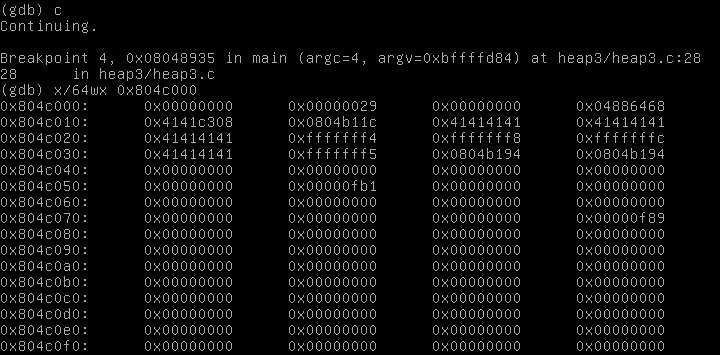 (gdb) c
Continuing.
Breakpoint 4, 0x08048935 in main (argc=4, argv=0xbffffd84) at heap3/heap3.c:28
28      in heap3/heap3.c
(gdb) x/64wx 0x804c000
0x804c000:      0x00000000      0x00000029      0x00000000      0x04886468
0x804c010:      0x4141c308      0x0804b11c      0x41414141      0x41414141
0x804c020:      0x41414141      0xfffffff4      0xfffffff8      0xfffffffc
0x804c030:      0x41414141      0xfffffff5      0x0804b194      0x0804b194
0x804c040:      0x00000000      0x00000000      0x00000000      0x00000000
0x804c050:      0x00000000      0x00000fb1      0x00000000      0x00000000
0x804c060:      0x00000000      0x00000000      0x00000000      0x00000000
0x804c070:      0x00000000      0x00000000      0x00000000      0x00000f89
0x804c080:      0x00000000      0x00000000      0x00000000      0x00000000
0x804c090:      0x00000000      0x00000000      0x00000000      0x00000000
0x804c0a0:      0x00000000      0x00000000      0x00000000      0x00000000
0x804c0b0:      0x00000000      0x00000000      0x00000000      0x00000000
0x804c0c0:      0x00000000      0x00000000      0x00000000      0x00000000
0x804c0d0:      0x00000000      0x00000000      0x00000000      0x00000000
0x804c0e0:      0x00000000      0x00000000      0x00000000      0x00000000
0x804c0f0:      0x00000000      0x00000000      0x00000000      0x00000000